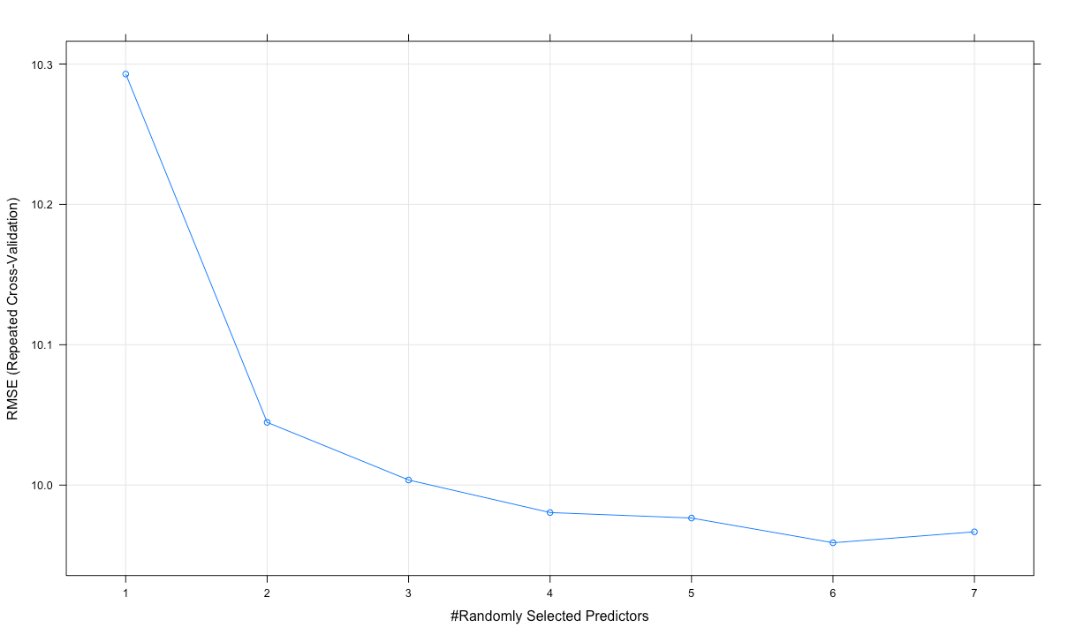 10.3
10.2
10.1
10.0
RMSE (Repeated Cross-Validation)
1 2 3 4 5 6 7
#Randomly Selected Predictors